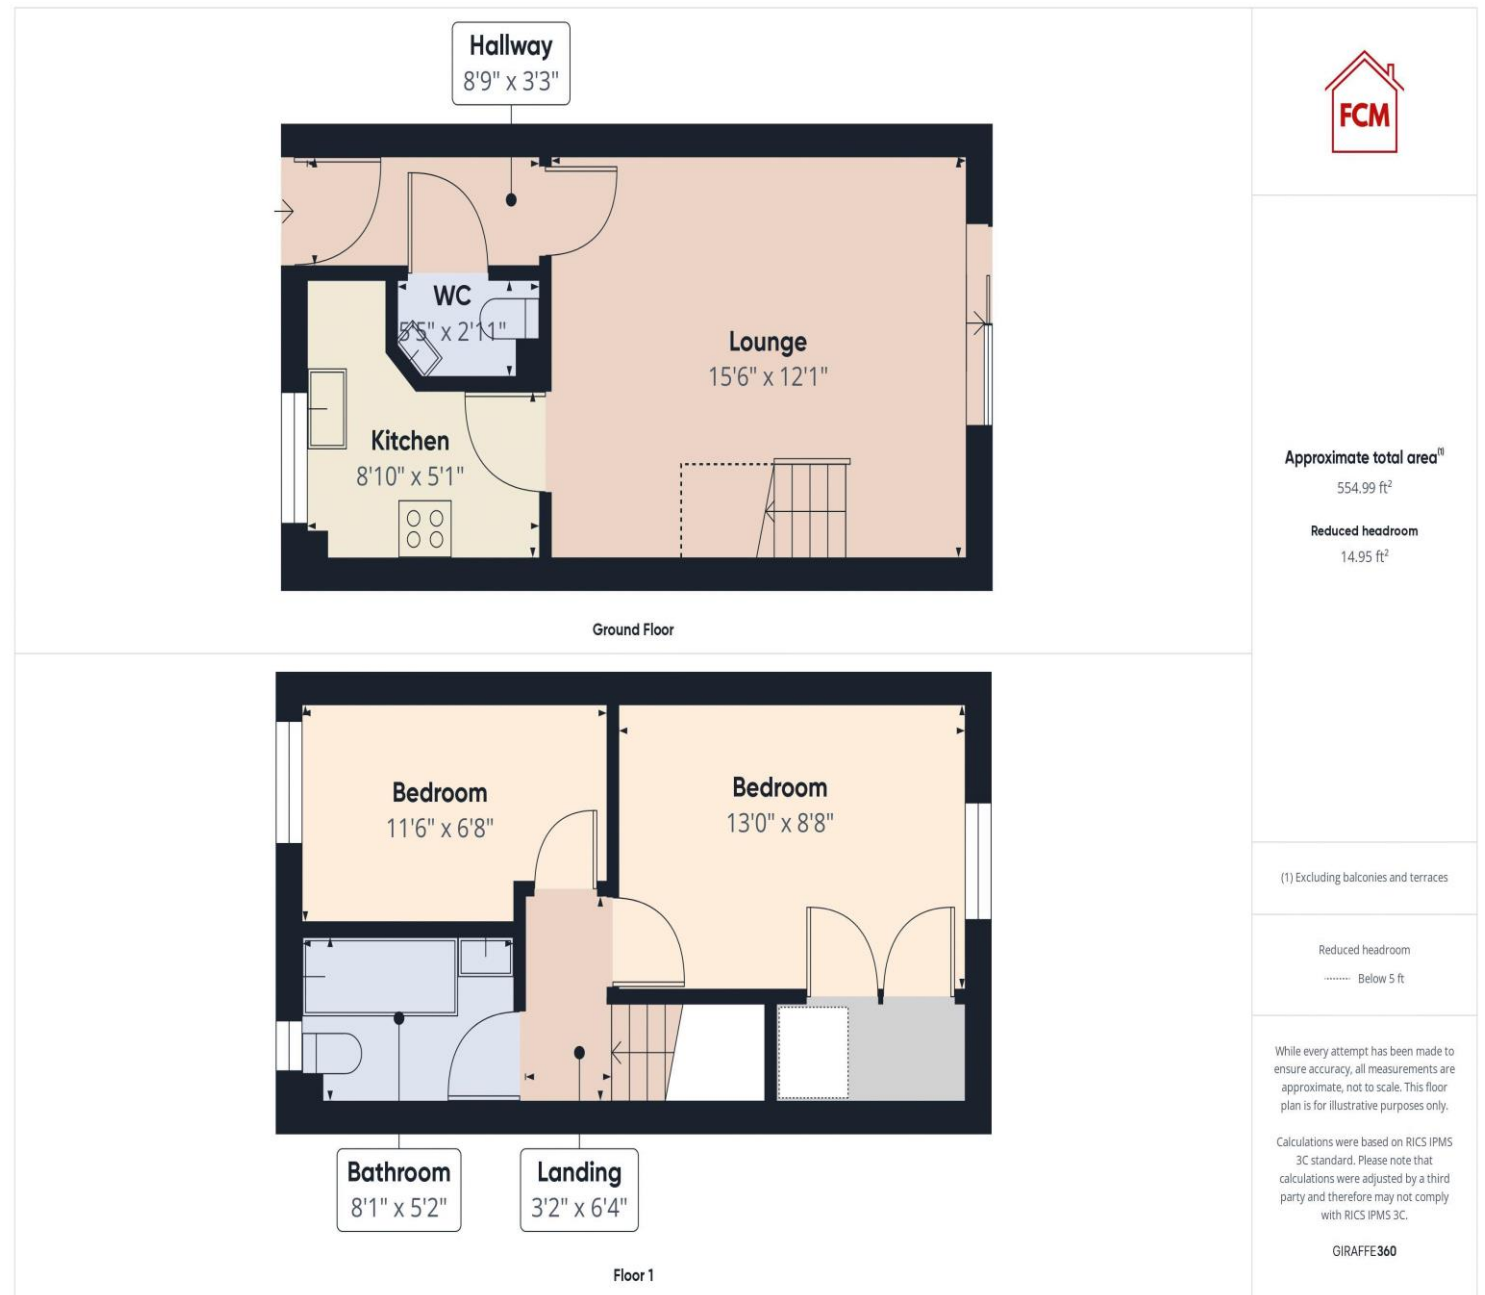 Hallway
8'9" x 3'3"
WC
5'5" x 2'11"
Lounge
15'6" x 12'1"
Kitchen
8'10" x 5'1"
Ground Floor
Bedroom
11'6" x 6'8"
Bedroom
13'0" x 8'8"
Bathroom
8'1" x 5'2"
Landing
3'2" x 6'4"
Floor 1
FCM
Approximate total area(1)
554.99 ft²
Reduced headroom
14.95 ft²
(1) Excluding balconies and terraces
Reduced headroom
Below 5 ft
While every attempt has been made to
ensure accuracy, all measurements are
approximate, not to scale. This floor
plan is for illustrative purposes only.
Calculations were based on RICS IPMS
3C standard. Please note that
calculations were adjusted by a third
party and therefore may not comply
with RICS IPMS 3C.
GIRAFFE360